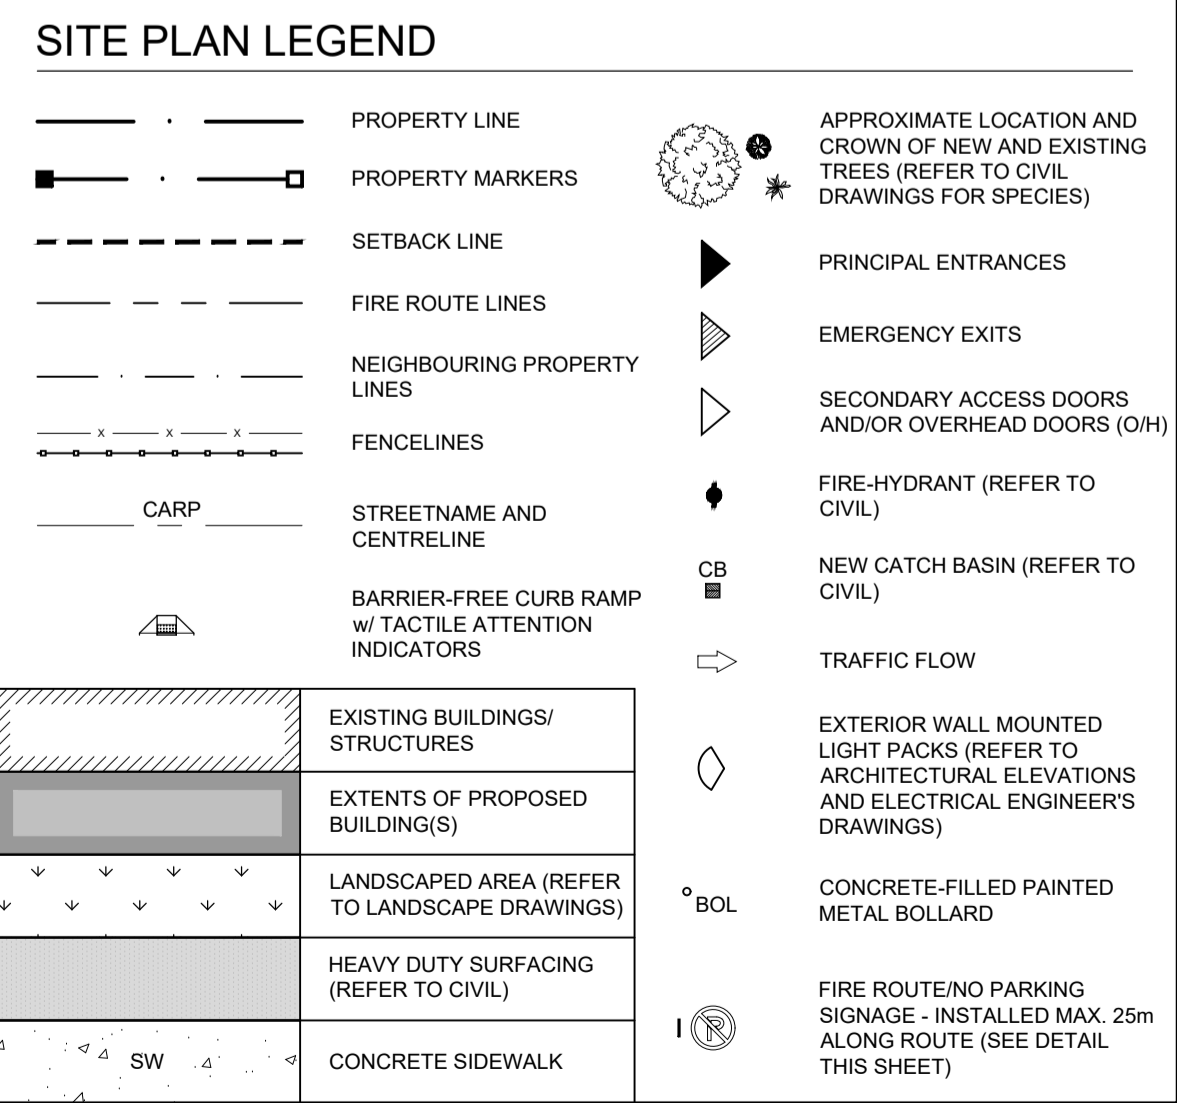 SITE PLAN LEGEND
PROPERTY LINE
PROPERTY MARKERS
SETBACK LINE
FIRE ROUTE LINES
NEIGHBOURING PROPERTY
LINES
x x x
FENCELINES
CARP
STREETNAME AND
CENTRELINE
BARRIER-FREE CURB RAMP
w/ TACTILE ATTENTION
INDICATORS
EXISTING BUILDINGS/
STRUCTURES
EXTENTS OF PROPOSED
BUILDING(S)
LANDSCAPED AREA (REFER
TO LANDSCAPE DRAWINGS)
HEAVY DUTY SURFACING
(REFER TO CIVIL)
SW
CONCRETE SIDEWALK
APPROXIMATE LOCATION AND
CROWN OF NEW AND EXISTING
TREES (REFER TO CIVIL
DRAWINGS FOR SPECIES)
PRINCIPAL ENTRANCES
EMERGENCY EXITS
SECONDARY ACCESS DOORS
AND/OR OVERHEAD DOORS (O/H)
FIRE-HYDRANT (REFER TO
CIVIL)
CB
NEW CATCH BASIN (REFER TO
CIVIL)
TRAFFIC FLOW
EXTERIOR WALL MOUNTED
LIGHT PACKS (REFER TO
ARCHITECTURAL ELEVATIONS
AND ELECTRICAL ENGINEER'S
DRAWINGS)
BOL
CONCRETE-FILLED PAINTED
METAL BOLLARD
P
FIRE ROUTE/NO PARKING
SIGNAGE - INSTALLED MAX. 25m
ALONG ROUTE (SEE DETAIL
THIS SHEET)